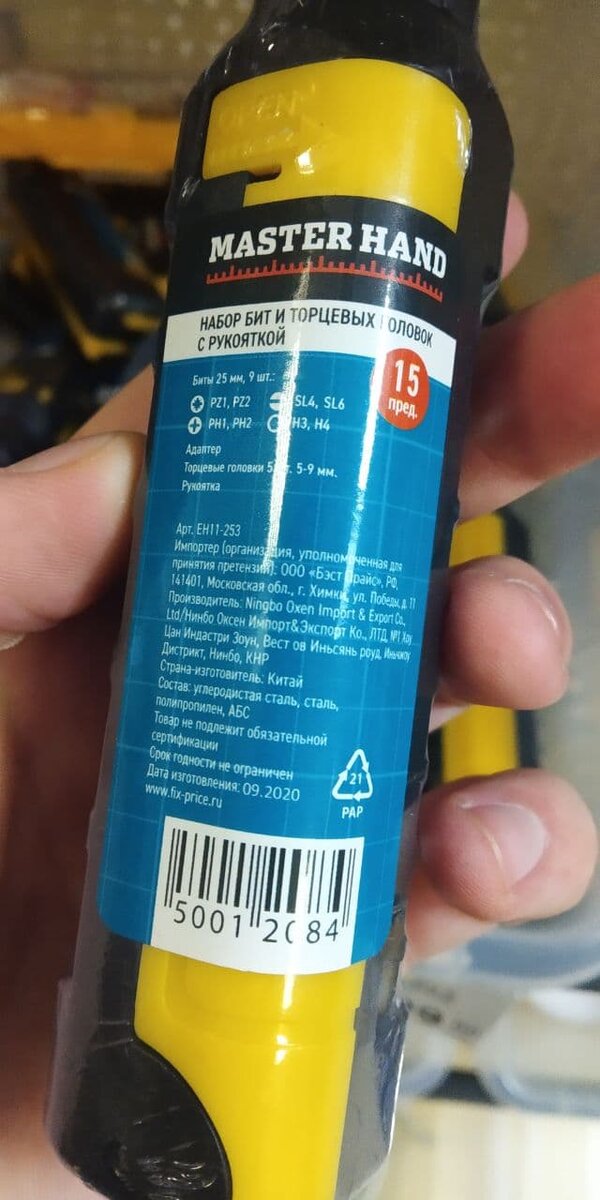 OPEN
MASTER HAND
НАБОР БИТ И ТОРЦЕВЫХ ГОЛОВОК
С РУКОЯТКОЙ
15
пред.
Биты 25 мм, 9 шт.:
PZ1, PZ2 SL4, SL6
PH1, PH2 H3, H4
Адаптер
Торцевые головки 5 шт. 5-9 мм.
Рукоятка
Арт. EH11-253
Импортер (организация, уполномоченная для
принятия претензий): ООО «Бэст Прайс», РФ,
141401, Московская обл., г. Химки, ул. Победы, д. 11
Производитель: Ningbo Oxen Import & Export Co.,
Ltd/Нинбо Оксен Импорт&Экспорт Ко., ЛТД, №1 Хоу
Цан Индастри Зоун, Вест ов Иньсянь роуд, Иньчжоу
Дистрикт, Нинбо, КНР
Страна-изготовитель: Китай
Состав: углеродистая сталь, сталь,
полипропилен, АБС
Товар не подлежит обязательной
сертификации
Срок годности не ограничен
Дата изготовления: 09.2020
www.fix-price.ru
21
PAP
5001 2084